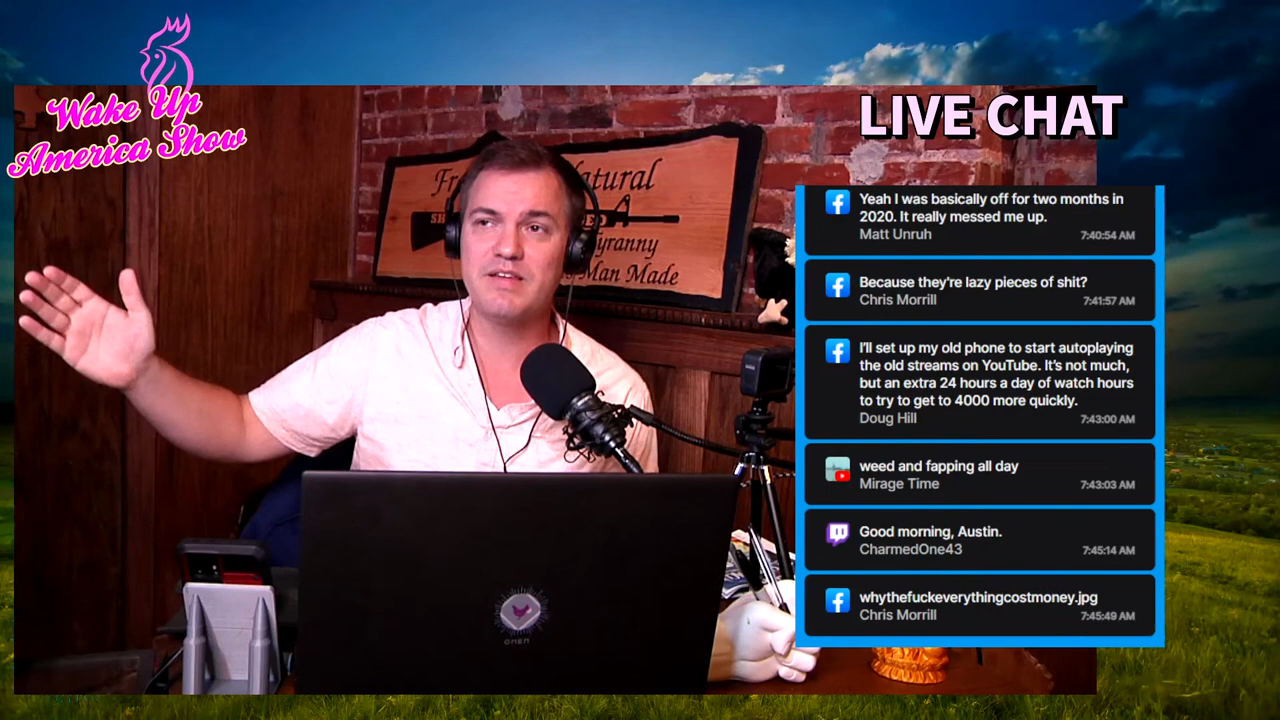 Wake Up
America Show
LIVE CHAT
Yeah I was basically off for two months in
2020. It really messed me up.
Matt Unruh
7:40:54 AM
Because they're lazy pieces of shit?
Chris Morrill
7:41:57 AM
I'll set up my old phone to start autoplaying
the old streams on YouTube. It's not much,
but an extra 24 hours a day of watch hours
to try to get to 4000 more quickly.
Doug Hill
7:43:00 AM
weed and fapping all day
Mirage Time
7:43:03 AM
Good morning, Austin.
CharmedOne43
7:45:14 AM
whythefuckeverythingcostmoney.jpg
Chris Morrill
7:45:49 AM
Man Made
OMEN